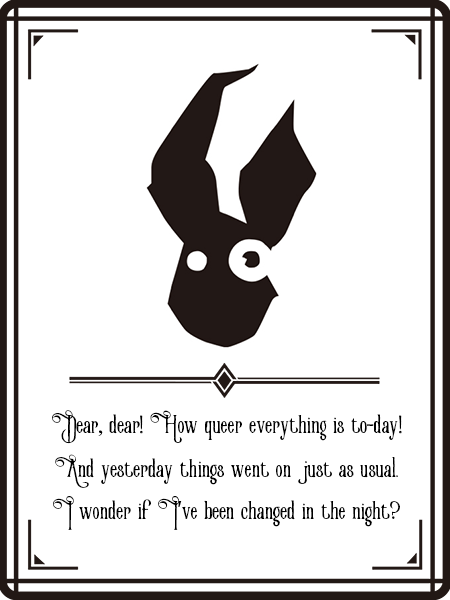 Dear, dear! How queer everything is to-day!
And yesterday things went on just as usual.
I wonder if I've been changed in the night?